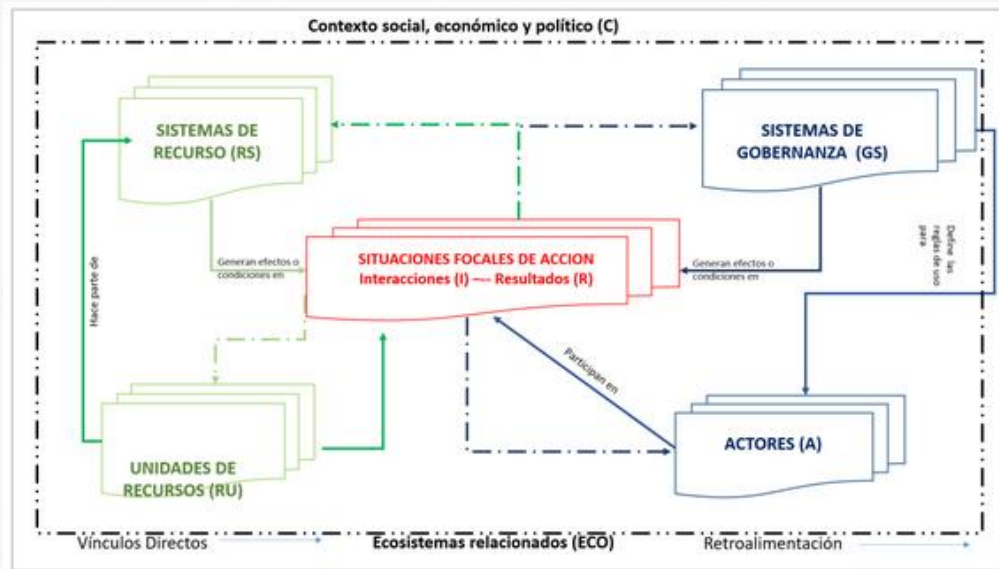 Contexto social, económico y político (C)
SISTEMAS DE
RECURSO (RS)
SISTEMAS DE
GOBERNANZA (GS)
Hace parte de
Generan efectos o
condiciones en
SITUACIONES FOCALES DE ACCION
Interacciones (I) ---- Resultados (R)
Generan efectos o
condiciones en
Define las
reglas de uso
para
Participan en
UNIDADES DE
RECURSOS (RU)
ACTORES (A)
Vínculos Directos
Ecosistemas relacionados (ECO)
Retroalimentación